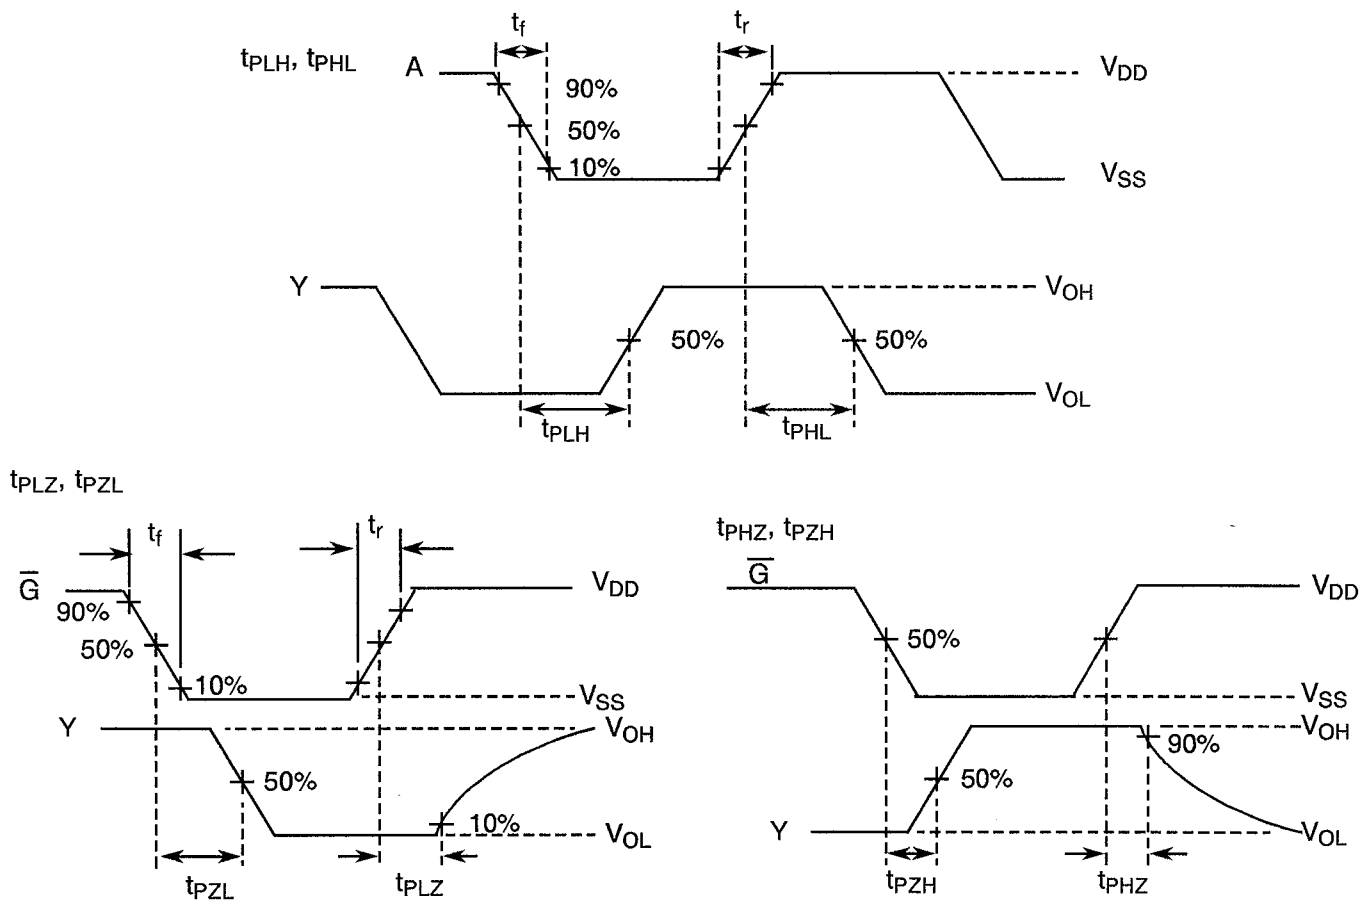 tf
tr
tPLH, tPHL
A
VDD
90%
50%
10%
VSS
Y
VOH
50%
50%
VOL
tPLH
tPHL
tPLZ, tPZL
tf
tr
G̅
VDD
90%
50%
10%
VSS
Y
VOH
50%
10%
VOL
tPZL
tPLZ
tPHZ, tPZH
G̅
VDD
50%
VSS
VOH
90%
50%
Y
VOL
tPZH
tPHZ